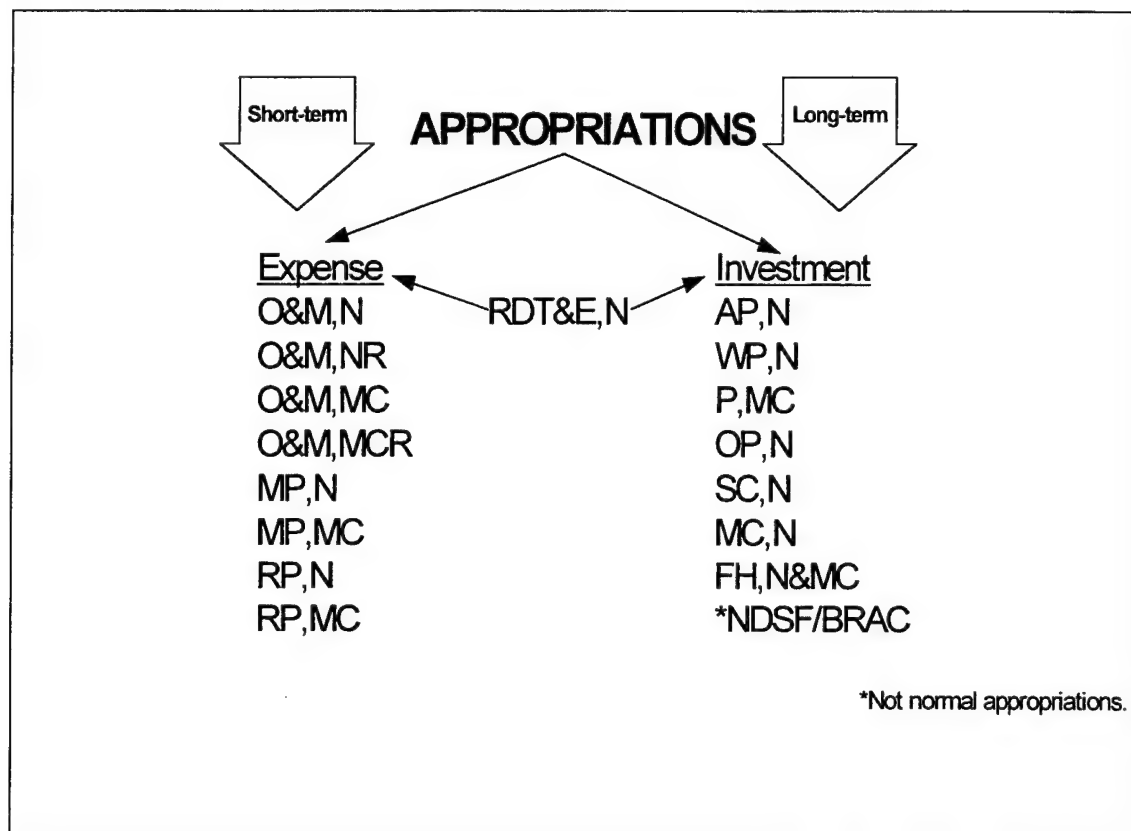 Short-term
APPROPRIATIONS
Long-term
Expense
O&M,N
O&M,NR
O&M,MC
O&M,MCR
MP,N
MP,MC
RP,N
RP,MC
RDT&E,N
Investment
AP,N
WP,N
P,MC
OP,N
SC,N
MC,N
FH,N&MC
*NDSF/BRAC
*Not normal appropriations.